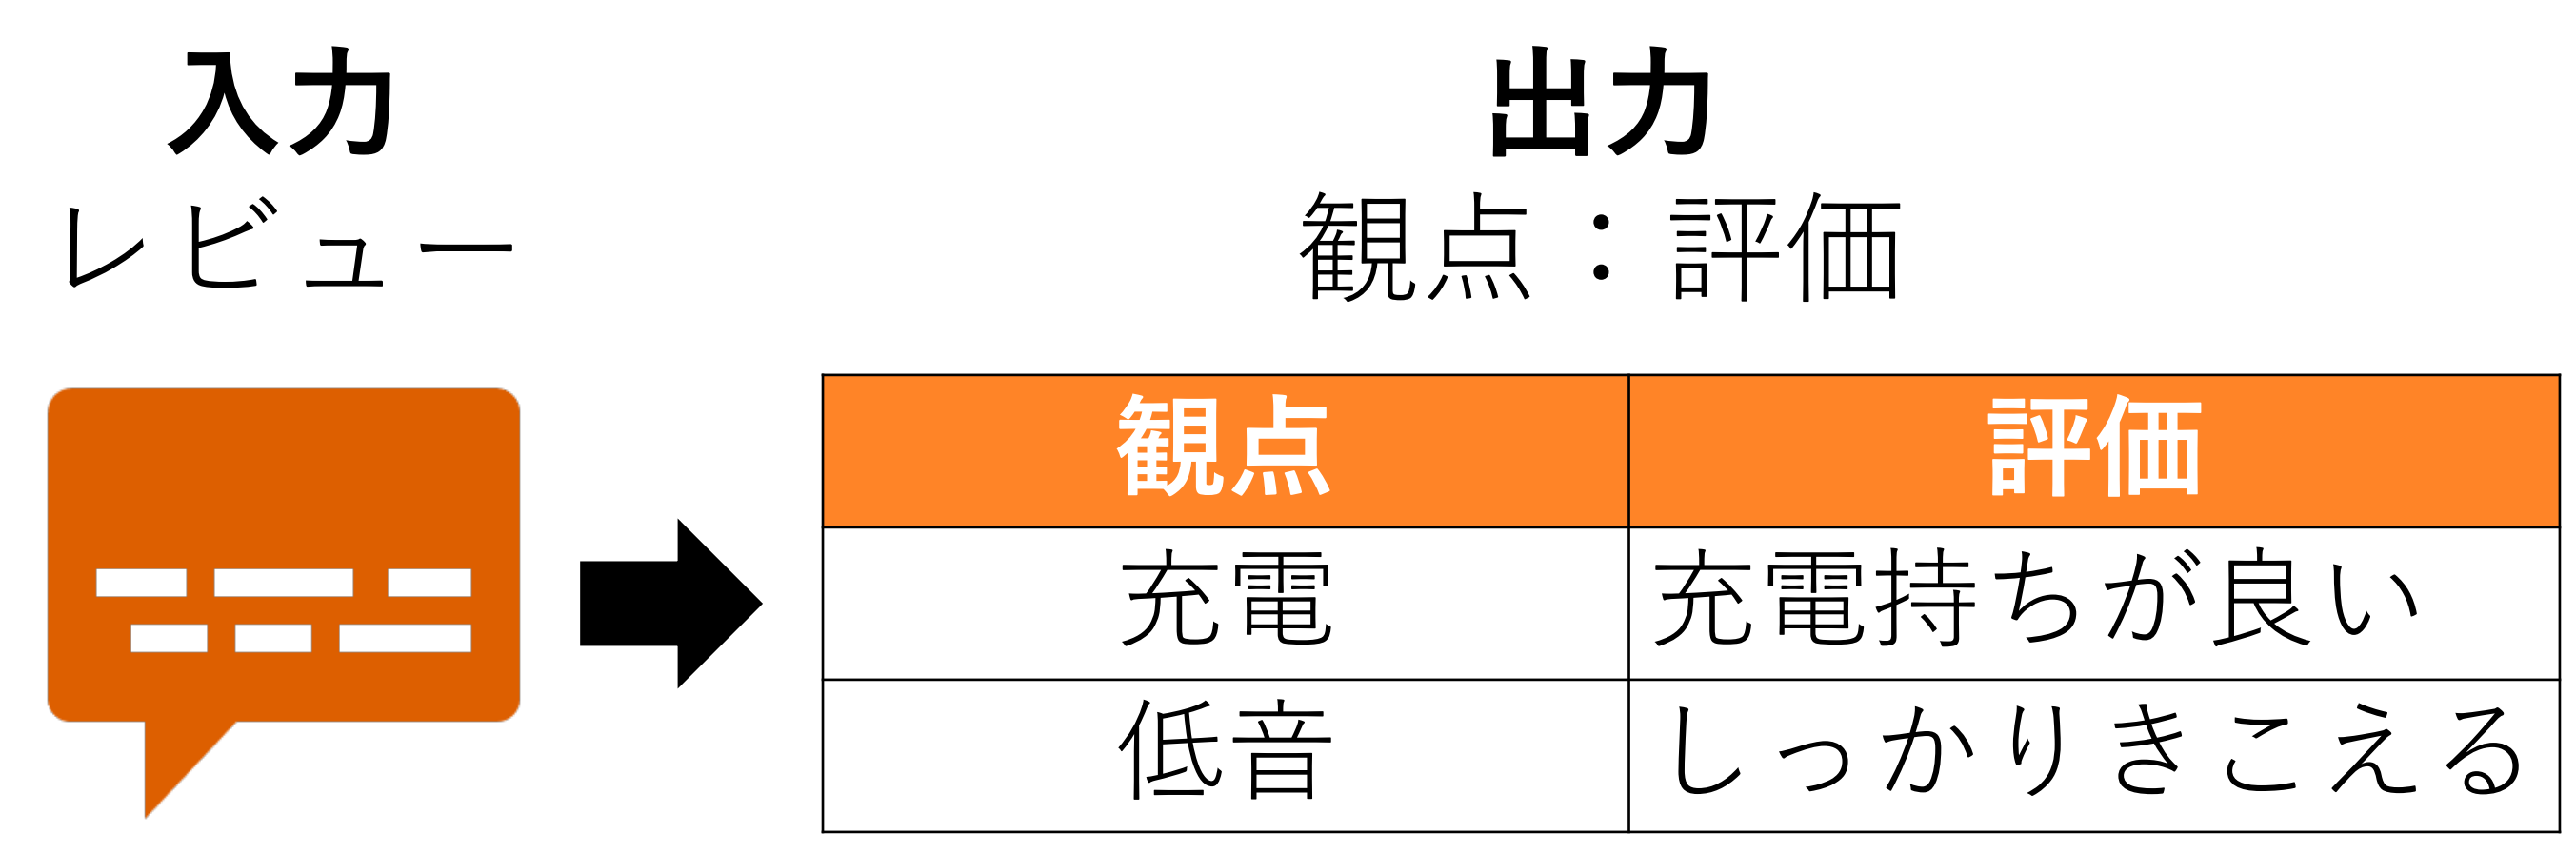 入力
レビュー
出力
観点：評価
観点 評価
充電 充電持ちが良い
低音 しっかりきこえる